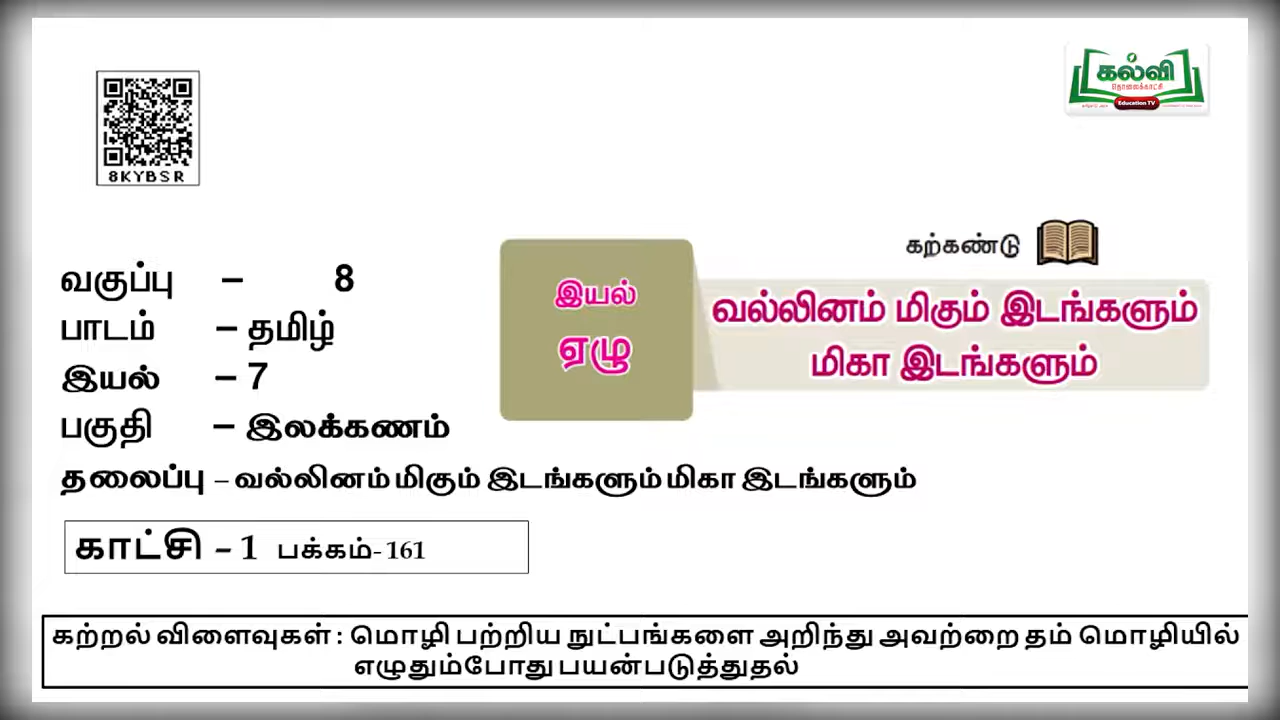 கல்வி
தொலைக்காட்சி
Education TV
8KYBSR
கற்கண்டு
வகுப்பு – 8
பாடம் – தமிழ்
இயல் – 7
பகுதி – இலக்கணம்
இயல்
ஏழு
வல்லினம் மிகும் இடங்களும்
மிகா இடங்களும்
தலைப்பு – வல்லினம் மிகும் இடங்களும் மிகா இடங்களும்
காட்சி – 1 பக்கம்- 161
கற்றல் விளைவுகள் : மொழி பற்றிய நுட்பங்களை அறிந்து அவற்றை தம் மொழியில்
எழுதும்போது பயன்படுத்துதல்